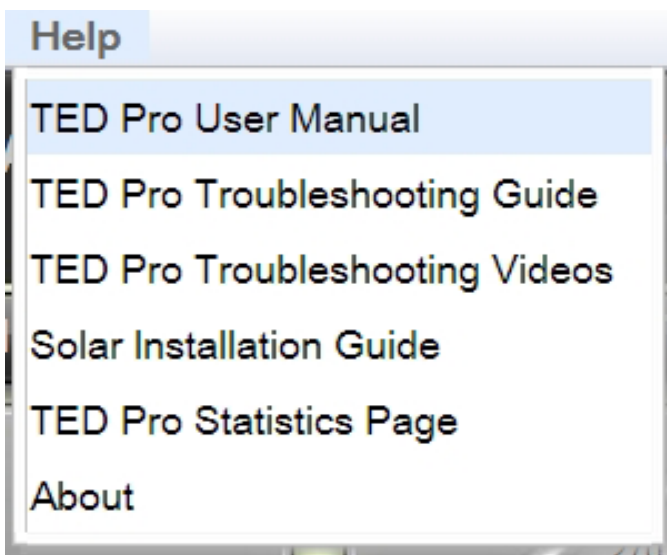 Help
TED Pro User Manual
TED Pro Troubleshooting Guide
TED Pro Troubleshooting Videos
Solar Installation Guide
TED Pro Statistics Page
About